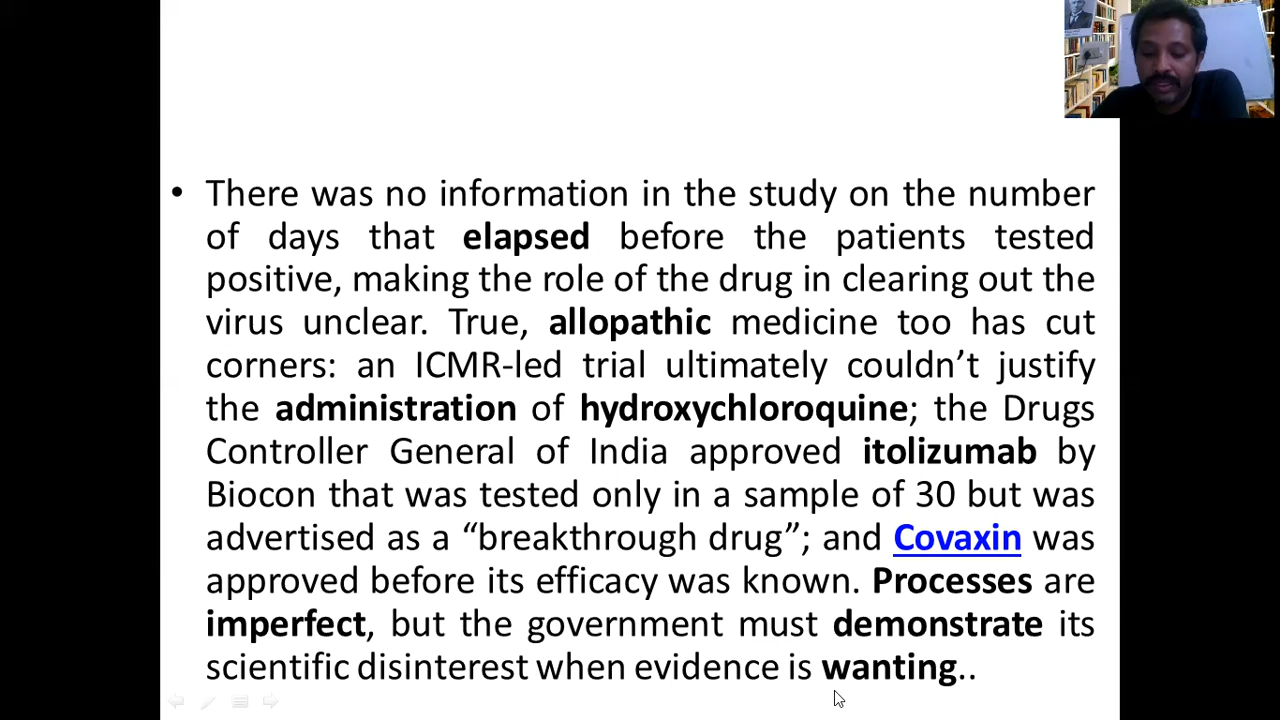 • There was no information in the study on the number
of days that elapsed before the patients tested
positive, making the role of the drug in clearing out the
virus unclear. True, allopathic medicine too has cut
corners: an ICMR-led trial ultimately couldn’t justify
the administration of hydroxychloroquine; the Drugs
Controller General of India approved itolizumab by
Biocon that was tested only in a sample of 30 but was
advertised as a “breakthrough drug”; and Covaxin was
approved before its efficacy was known. Processes are
imperfect, but the government must demonstrate its
scientific disinterest when evidence is wanting..